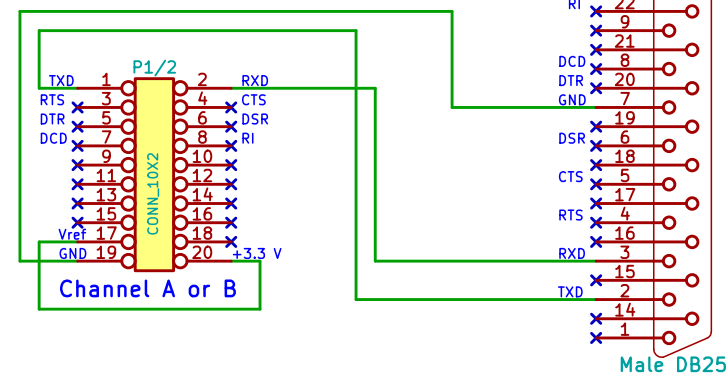 P1/2
TXD 1 2 RXD
RTS 3 4 CTS
DTR 5 6 DSR
DCD 7 8 RI
9 10
11 12
13 14
15 16
Vref 17 18
GND 19 20 +3.3 V
CONN_10X2
Channel A or B
RI 22
9
21
DCD 8
DTR 20
GND 7
19
DSR 6
18
CTS 5
17
RTS 4
16
RXD 3
15
TXD 2
14
1
Male DB25